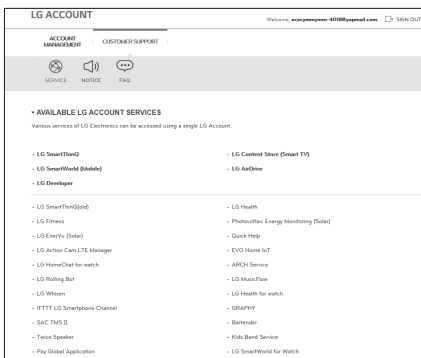 LG ACCOUNT
Welcome, ececymmymm-4018@yopmail.com SIGN OUT
ACCOUNT MANAGEMENT
CUSTOMER SUPPORT
SERVICE NOTICE FAQ
AVAILABLE LG ACCOUNT SERVICES
Various services of LG Electronics can be accessed using a single LG Account
- LG SmartThinQ - LG Content Store (Smart TV)
- LG SmartWorld (Mobile) - LG AirDrive
- LG Developer
- LG SmartThinQ(old) - LG Health
- LG Fitness - Photovoltaic Energy Monitoring (Solar)
- LG EnerVu (Solar) - Quick Help
- LG Action Cam LTE Manager - EVO Home IoT
- LG HomeChat for watch - ARCH Service
- LG Rolling Bot - LG MusicFlow
- LG Whisen - LG Health for watch
- IFTTT LG Smartphone Channel - GRAPHY
- SAC TMS II - Bartender
- Twice Speaker - Kids Band Service
- Pay Global Application - LG SmartWorld for Watch